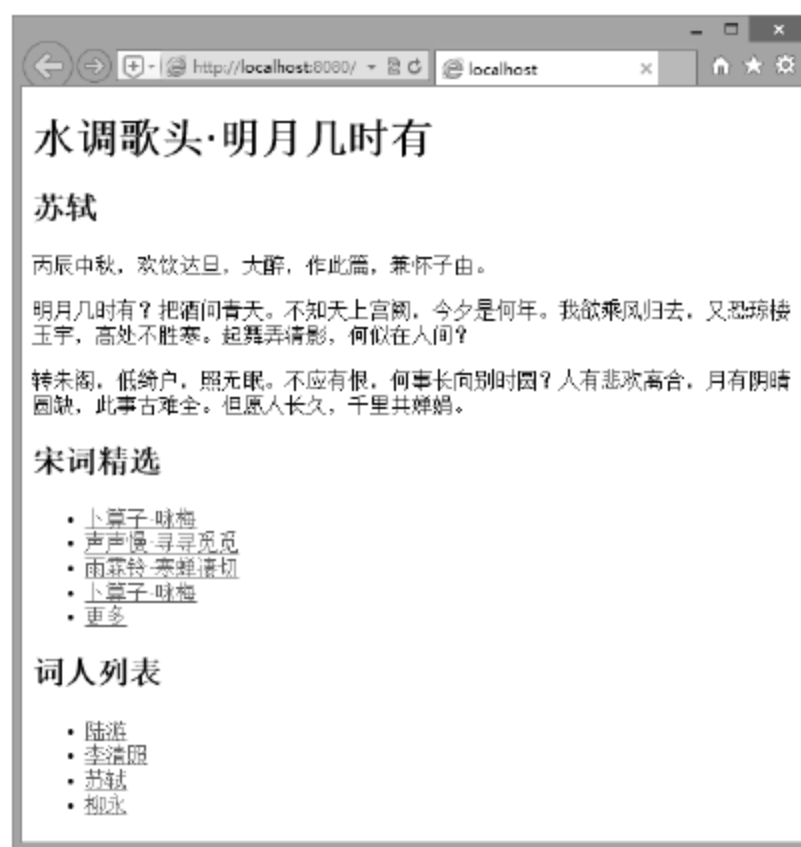 http://localhost:8080/
localhost
水调歌头·明月几时有
苏轼
丙辰中秋，欢饮达旦，大醉，作此篇，兼怀子由。
明月几时有？把酒问青天。不知天上宫阙，今夕是何年。我欲乘风归去，又恐琼楼
玉宇，高处不胜寒。起舞弄清影，何似在人间？
转朱阁，低绮户，照无眠。不应有恨，何事长向别时圆？人有悲欢离合，月有阴晴
圆缺，此事古难全。但愿人长久，千里共婵娟。
宋词精选
• 卜算子·咏梅
• 声声慢·寻寻觅觅
• 雨霖铃·寒蝉凄切
• 卜算子·咏梅
• 更多
词人列表
• 陆游
• 李清照
• 苏轼
• 柳永